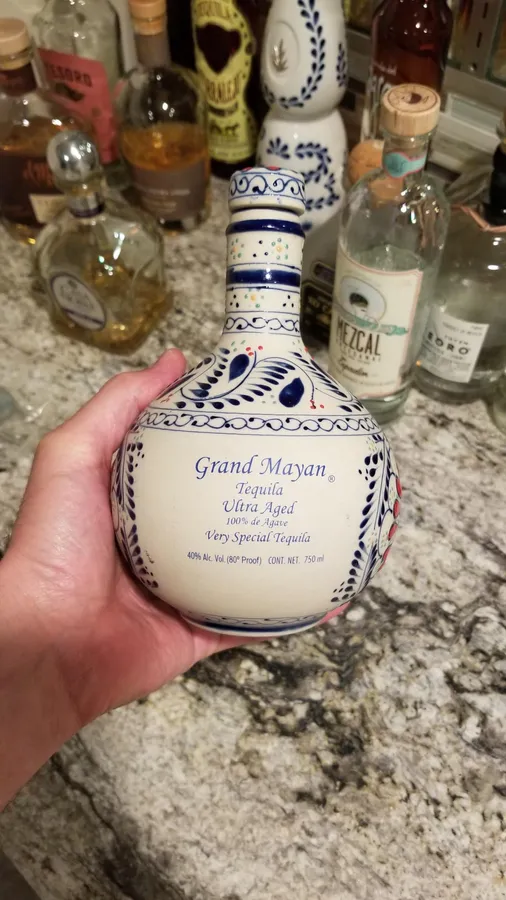 Grand Mayan®
Tequila
Ultra Aged
100% de Agave
Very Special Tequila
40% Alc. Vol. (80° Proof) CONT. NET. 750 ml
MEZCAL